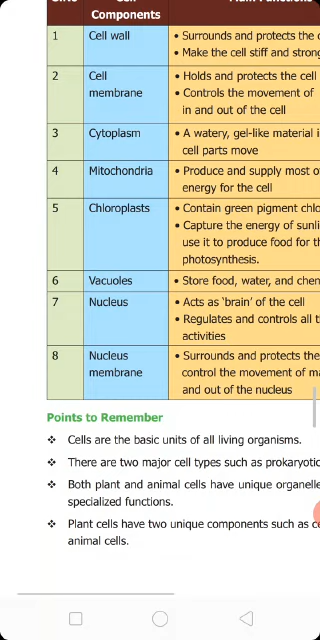 Components
1 Cell wall • Surrounds and protects the
• Make the cell stiff and strong
2 Cell • Holds and protects the cell
membrane • Controls the movement of
in and out of the cell
3 Cytoplasm • A watery, gel-like material
cell parts move
4 Mitochondria • Produce and supply most
energy for the cell
5 Chloroplasts • Contain green pigment
• Capture the energy of
use it to produce food for
photosynthesis.
6 Vacuoles • Store food, water, and
7 Nucleus • Acts as ‘brain’ of the cell
• Regulates and controls all
activities
8 Nucleus • Surrounds and protects the
membrane control the movement of
and out of the nucleus
Points to Remember
❖ Cells are the basic units of all living organisms.
❖ There are two major cell types such as prokaryotic
❖ Both plant and animal cells have unique
specialized functions.
❖ Plant cells have two unique components such as
animal cells.